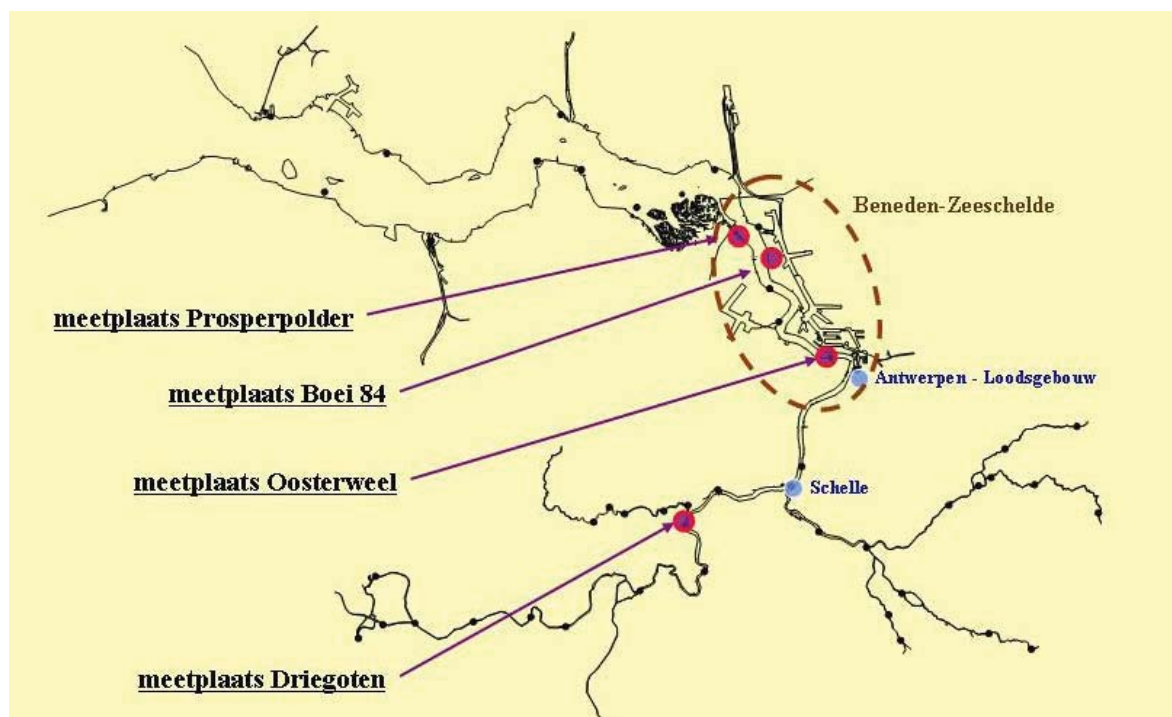 Beneden-Zeeschelde
meetplaats Prosperpolder
meetplaats Boei 84
Antwerpen - Loodsgebouw
meetplaats Oosterweel
Schelle
meetplaats Driegoten